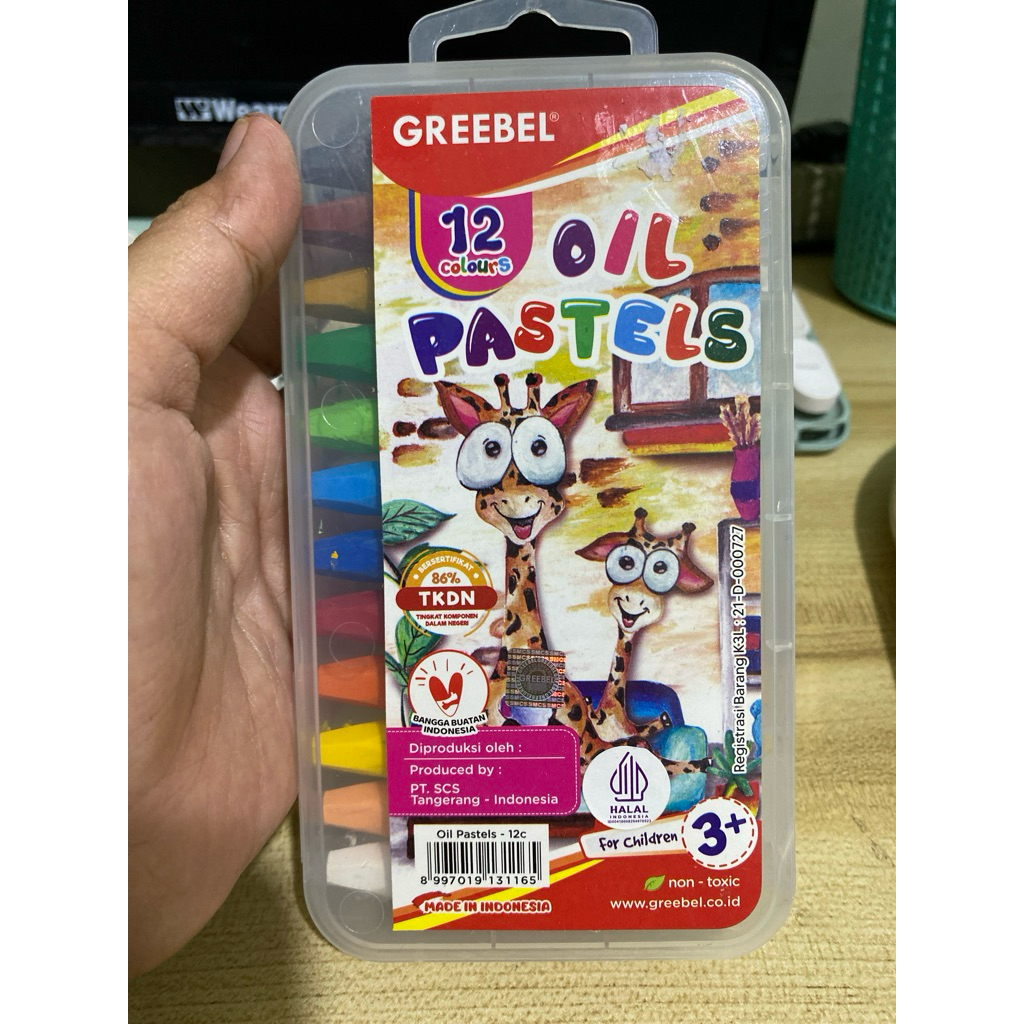 GREEBEL®
12
colours
OIL
PASTELS
BERSERTIFIKAT
86%
TKDN
TINGKAT KOMPONEN
DALAM NEGERI
BANGGA BUATAN
INDONESIA
GREEBEL
Registrasi Barang K3L : 21-D-000727
Diproduksi oleh :
Produced by :
PT. SCS
Tangerang - Indonesia
HALAL
INDONESIA
For Children
3+
Oil Pastels - 12c
8 997019 131165
MADE IN INDONESIA
non - toxic
www.greebel.co.id